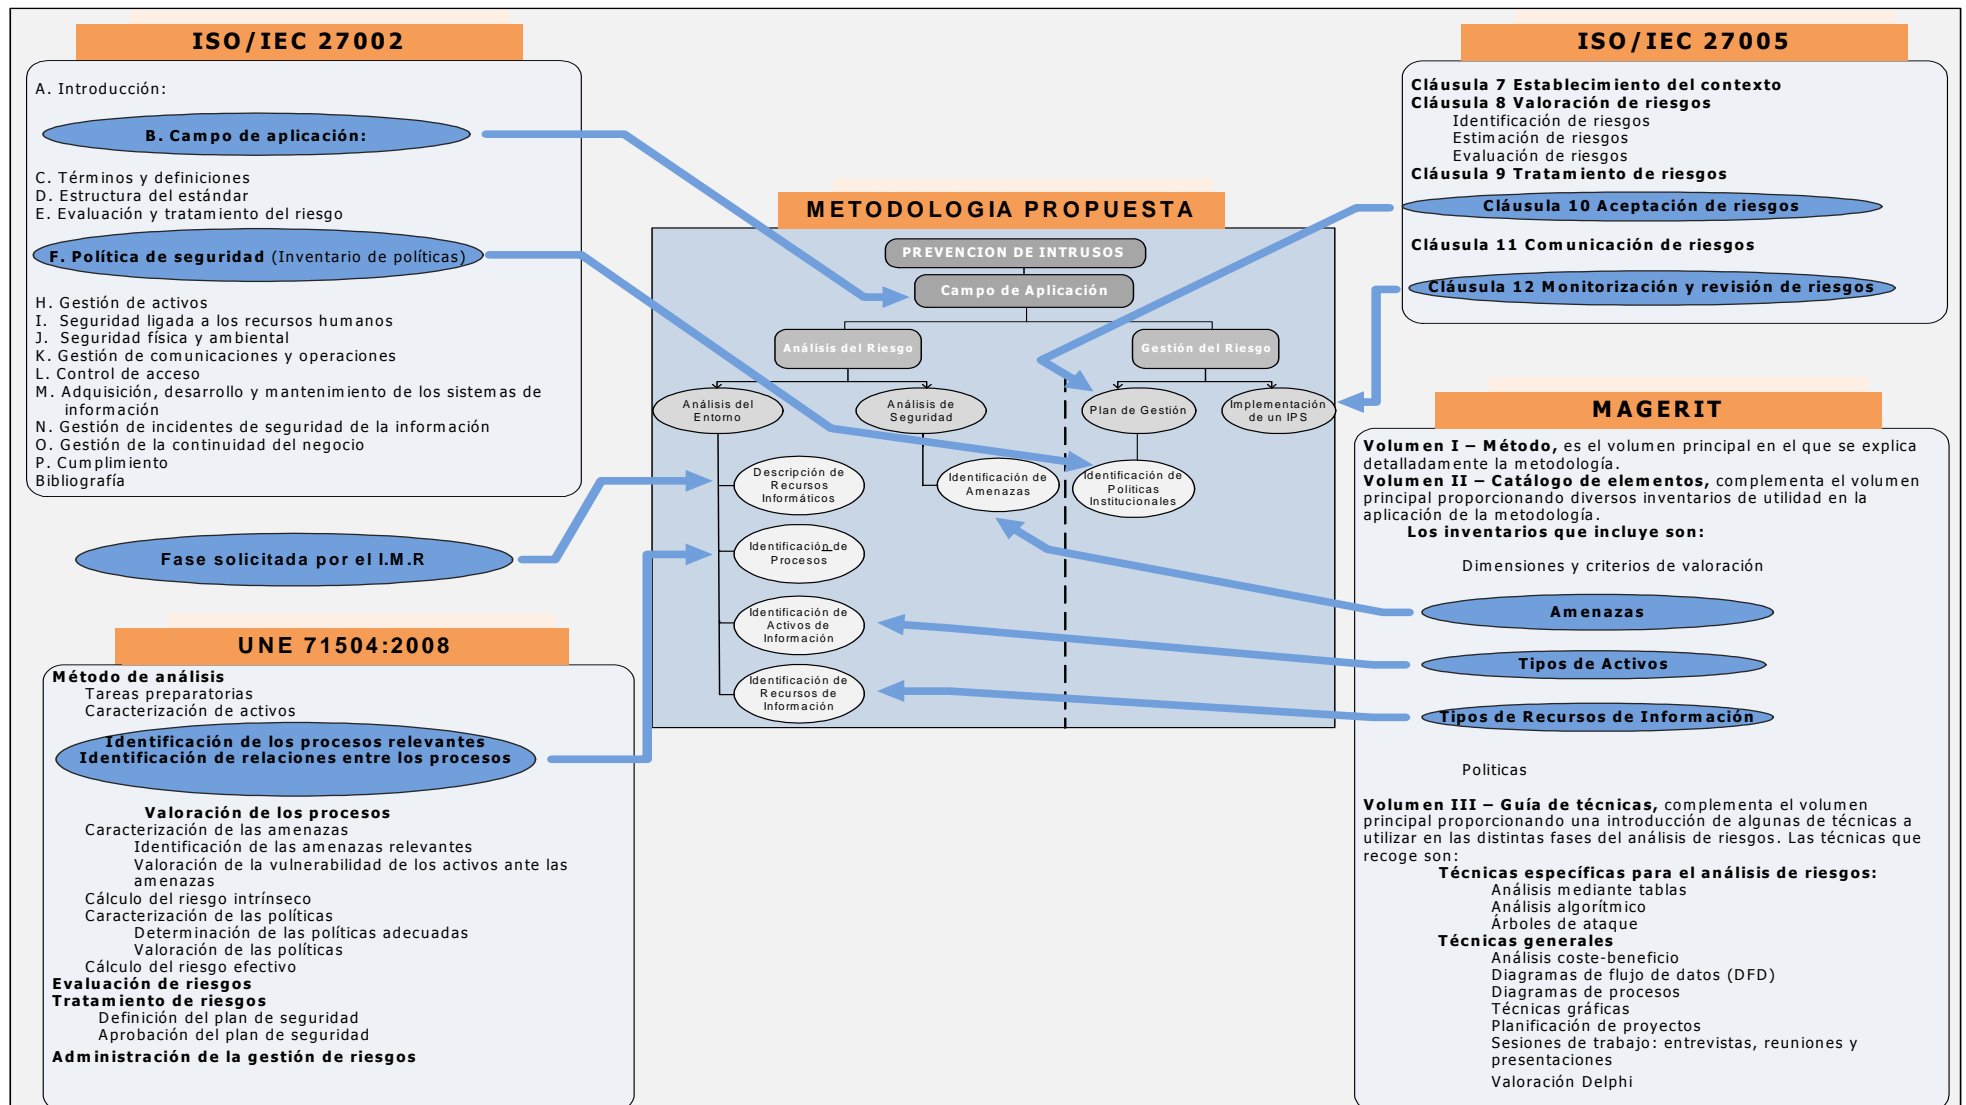 ISO/IEC 27002
A. Introducción:
B. Campo de aplicación:
C. Términos y definiciones
D. Estructura del estándar
E. Evaluación y tratamiento del riesgo
F. Política de seguridad (Inventario de políticas)
H. Gestión de activos
I. Seguridad ligada a los recursos humanos
J. Seguridad física y ambiental
K. Gestión de comunicaciones y operaciones
L. Control de acceso
M. Adquisición, desarrollo y mantenimiento de los sistemas de
información
N. Gestión de incidentes de seguridad de la información
O. Gestión de la continuidad del negocio
P. Cumplimiento
Bibliografía
Fase solicitada por el I.M.R
UNE 71504:2008
Método de análisis
Tareas preparatorias
Caracterización de activos
Identificación de los procesos relevantes
Identificación de relaciones entre los procesos
Valoración de los procesos
Caracterización de las amenazas
Identificación de las amenazas relevantes
Valoración de la vulnerabilidad de los activos ante las
amenazas
Cálculo del riesgo intrínseco
Caracterización de las políticas
Determinación de las políticas adecuadas
Valoración de las políticas
Cálculo del riesgo efectivo
Evaluación de riesgos
Tratamiento de riesgos
Definición del plan de seguridad
Aprobación del plan de seguridad
Administración de la gestión de riesgos
METODOLOGIA PROPUESTA
PREVENCION DE INTRUSOS
Campo de Aplicación
Análisis del Riesgo
Gestión del Riesgo
Análisis del
Entorno
Análisis de
Seguridad
Plan de Gestión
Implementación
de un IPS
Descripción de
Recursos
Informáticos
Identificación de
Amenazas
Identificación de
Politicas
Institucionales
Identificación de
Procesos
Identificación de
Activos de
Información
Identificación de
Recursos de
Información
ISO/IEC 27005
Cláusula 7 Establecimiento del contexto
Cláusula 8 Valoración de riesgos
Identificación de riesgos
Estimación de riesgos
Evaluación de riesgos
Cláusula 9 Tratamiento de riesgos
Cláusula 10 Aceptación de riesgos
Cláusula 11 Comunicación de riesgos
Cláusula 12 Monitorización y revisión de riesgos
MAGERIT
Volumen I – Método, es el volumen principal en el que se explica
detalladamente la metodología.
Volumen II – Catálogo de elementos, complementa el volumen
principal proporcionando diversos inventarios de utilidad en la
aplicación de la metodología.
Los inventarios que incluye son:
Dimensiones y criterios de valoración
Amenazas
Tipos de Activos
Tipos de Recursos de Información
Politicas
Volumen III – Guía de técnicas, complementa el volumen
principal proporcionando una introducción de algunas de técnicas a
utilizar en las distintas fases del análisis de riesgos. Las técnicas que
recoge son:
Técnicas específicas para el análisis de riesgos:
Análisis mediante tablas
Análisis algorítmico
Árboles de ataque
Técnicas generales
Análisis coste-beneficio
Diagramas de flujo de datos (DFD)
Diagramas de procesos
Técnicas gráficas
Planificación de proyectos
Sesiones de trabajo: entrevistas, reuniones y
presentaciones
Valoración Delphi